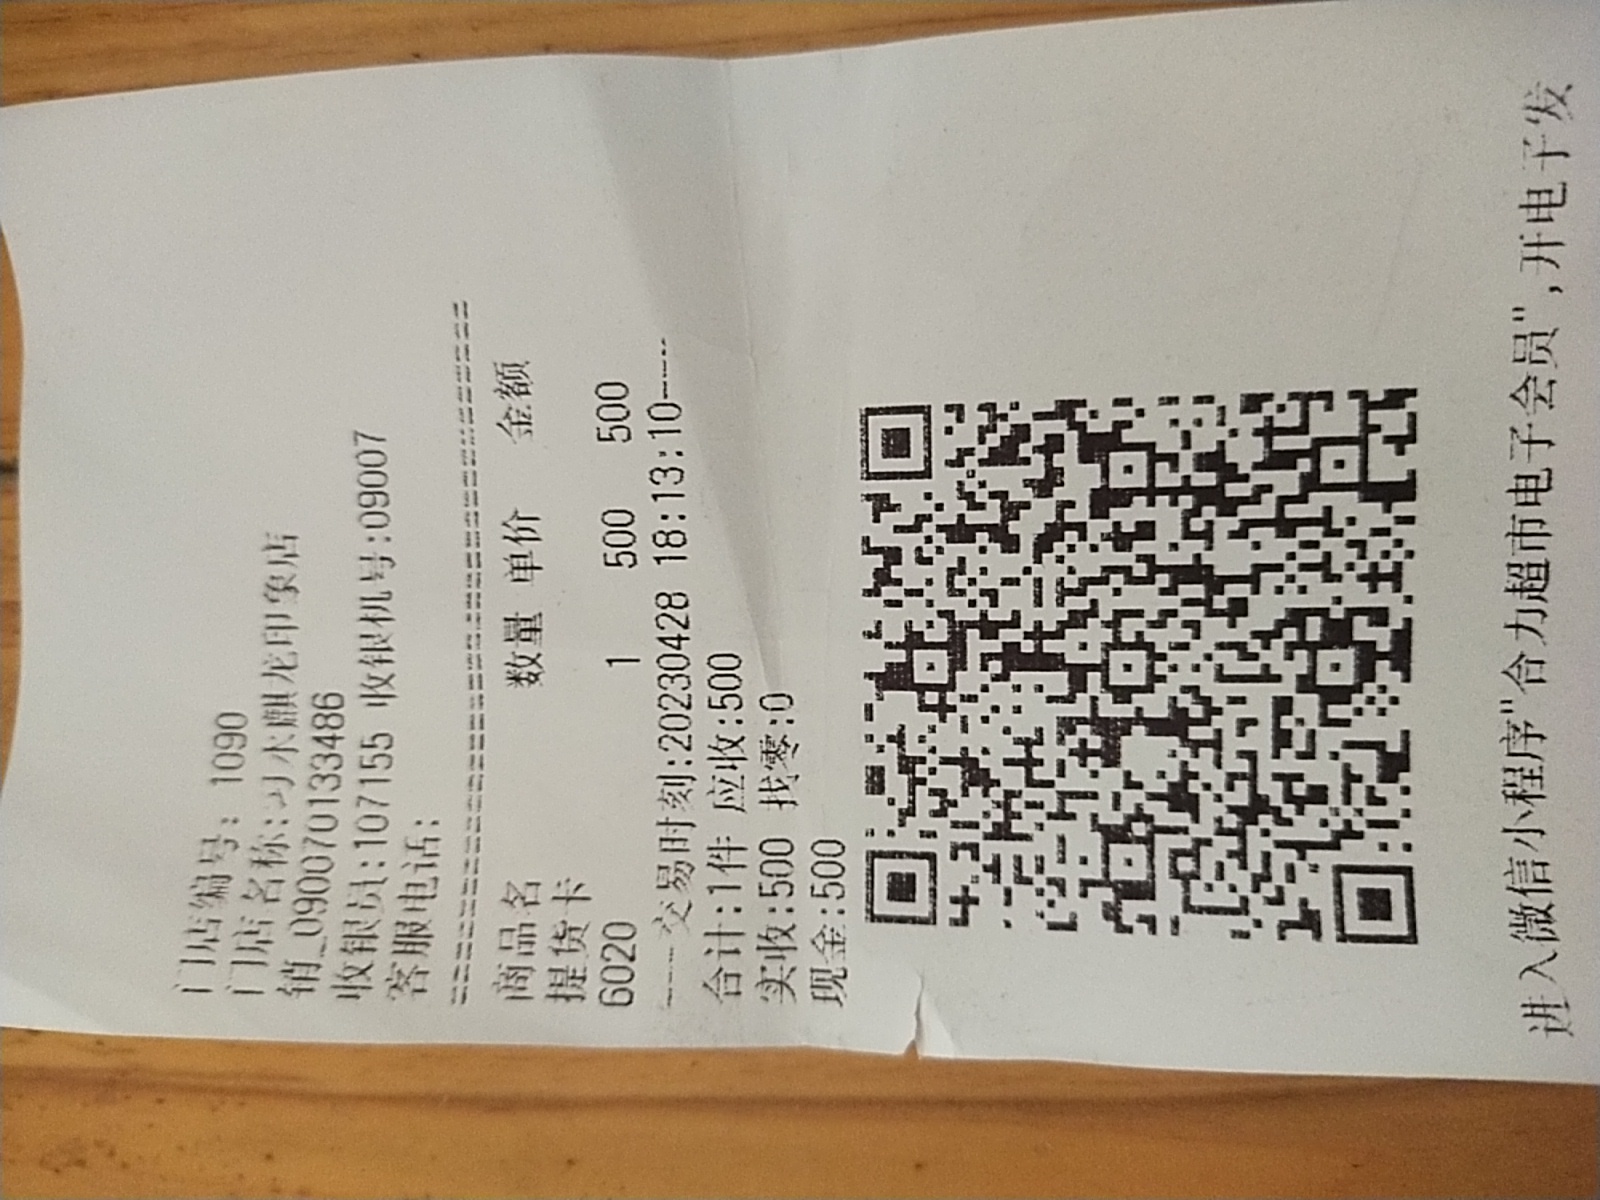 门店编号: 1090
门店名称:习水麒龙印象店
销_0900701334​86
收银员:107155 收银机号:09007
客服电话:
================================
商品名 数量 单价 金额
提货卡
6020 1 500 500
----交易时刻:20230428 18:13:10----
合计:1件 应收:500
实收:500 找零:0
现金:500
进入微信小程序"合力超市电子会员",开电子发